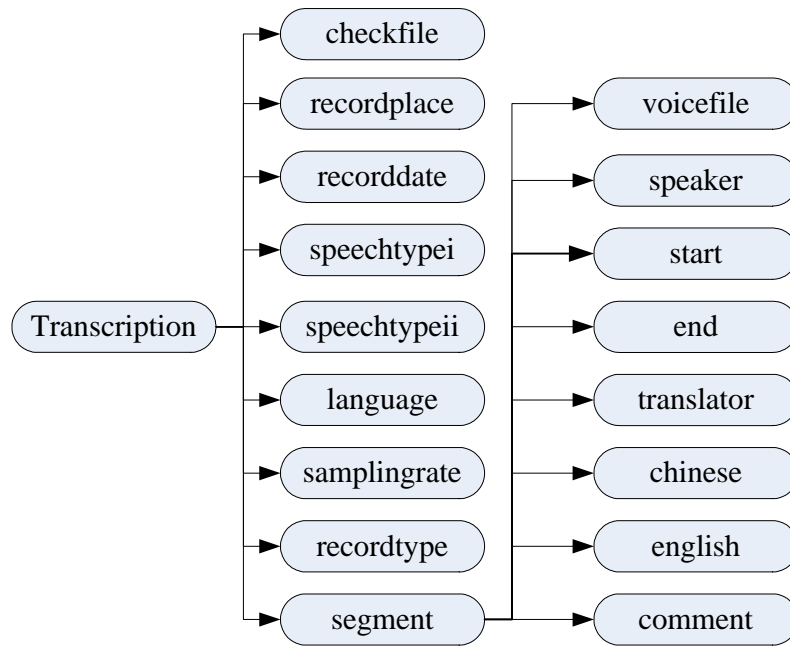 Transcription
checkfile
recordplace
recorddate
speechtypei
speechtypeii
language
samplingrate
recordtype
segment
voicefile
speaker
start
end
translator
chinese
english
comment